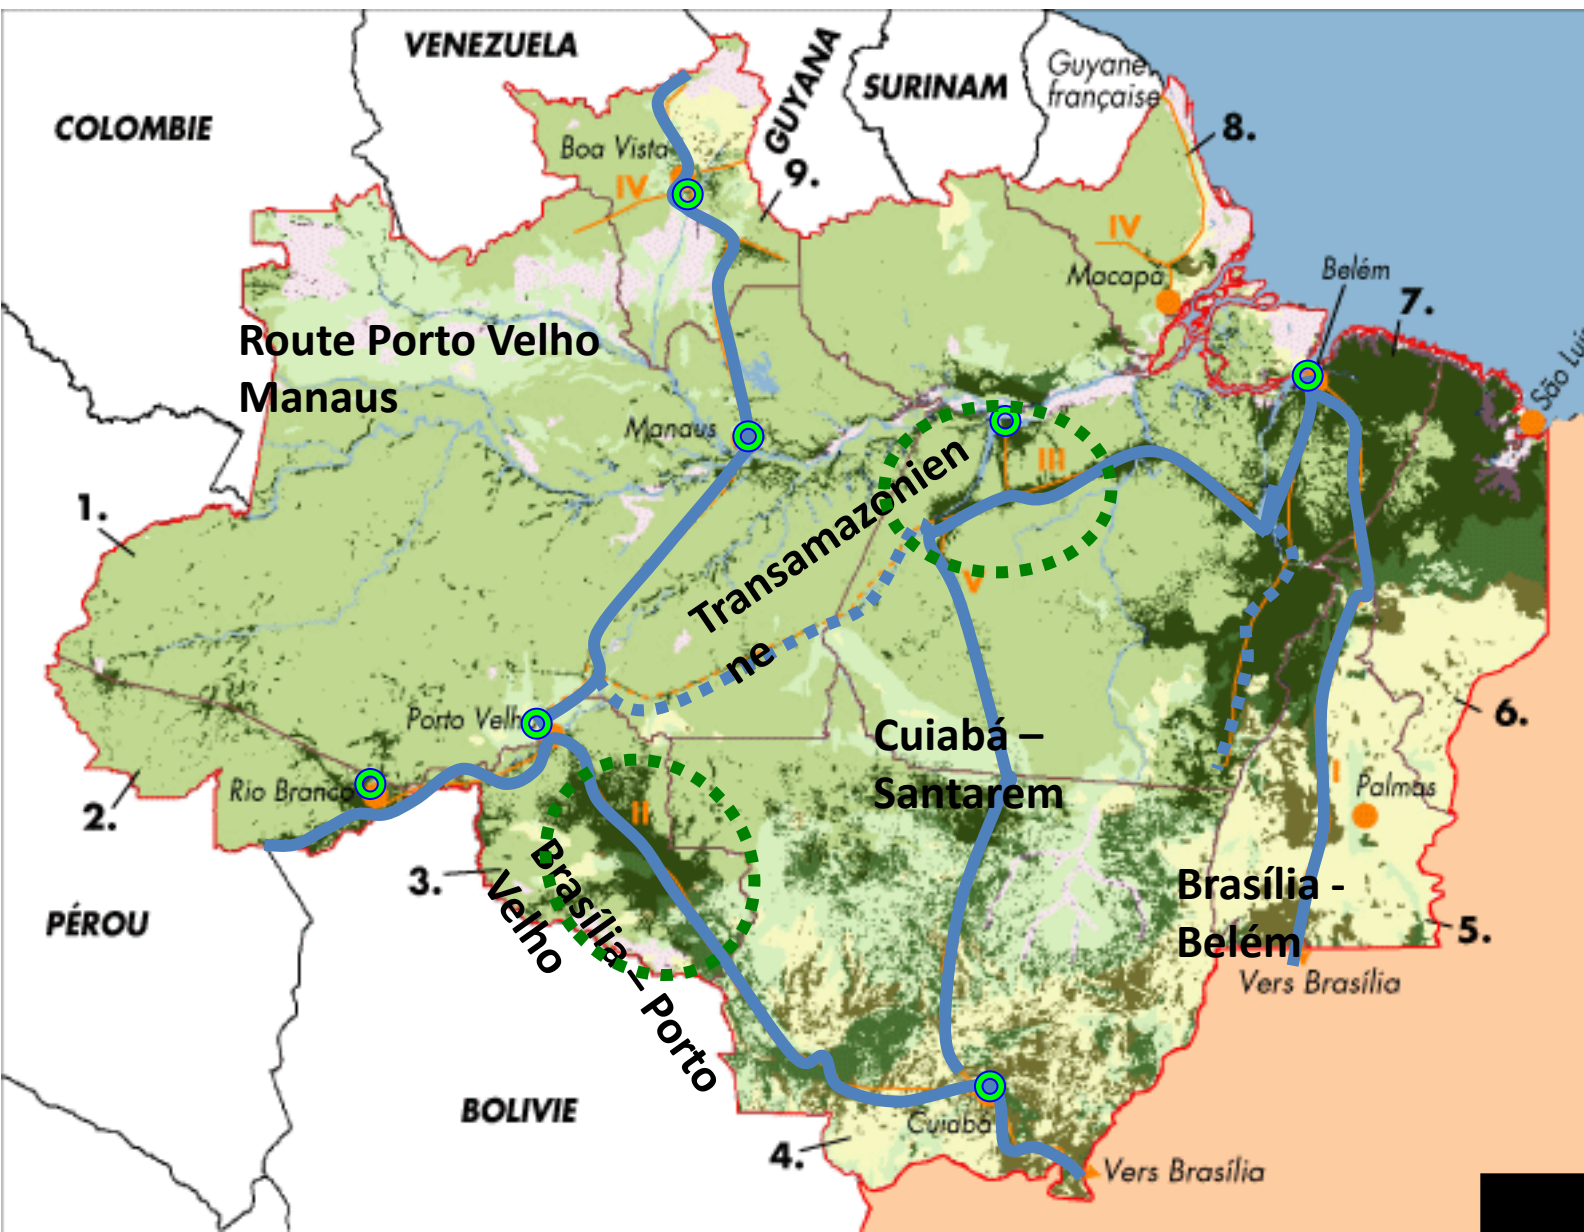 VENEZUELA
GUYANA
SURINAM
Guyane
française
COLOMBIE
8.
Boa Vista
9.
IV
IV
Belém
Macapá
7.
Route Porto Velho
Manaus
São Luis
Manaus
III
Transamazonien
ne
1.
V
Porto Velho
Cuiabá –
Santarem
6.
I
Palmas
Rio Branco
2.
II
Brasília – Porto
Velho
3.
Brasília -
Belém
5.
PÉROU
Vers Brasília
BOLIVIE
Cuiabá
4.
Vers Brasília